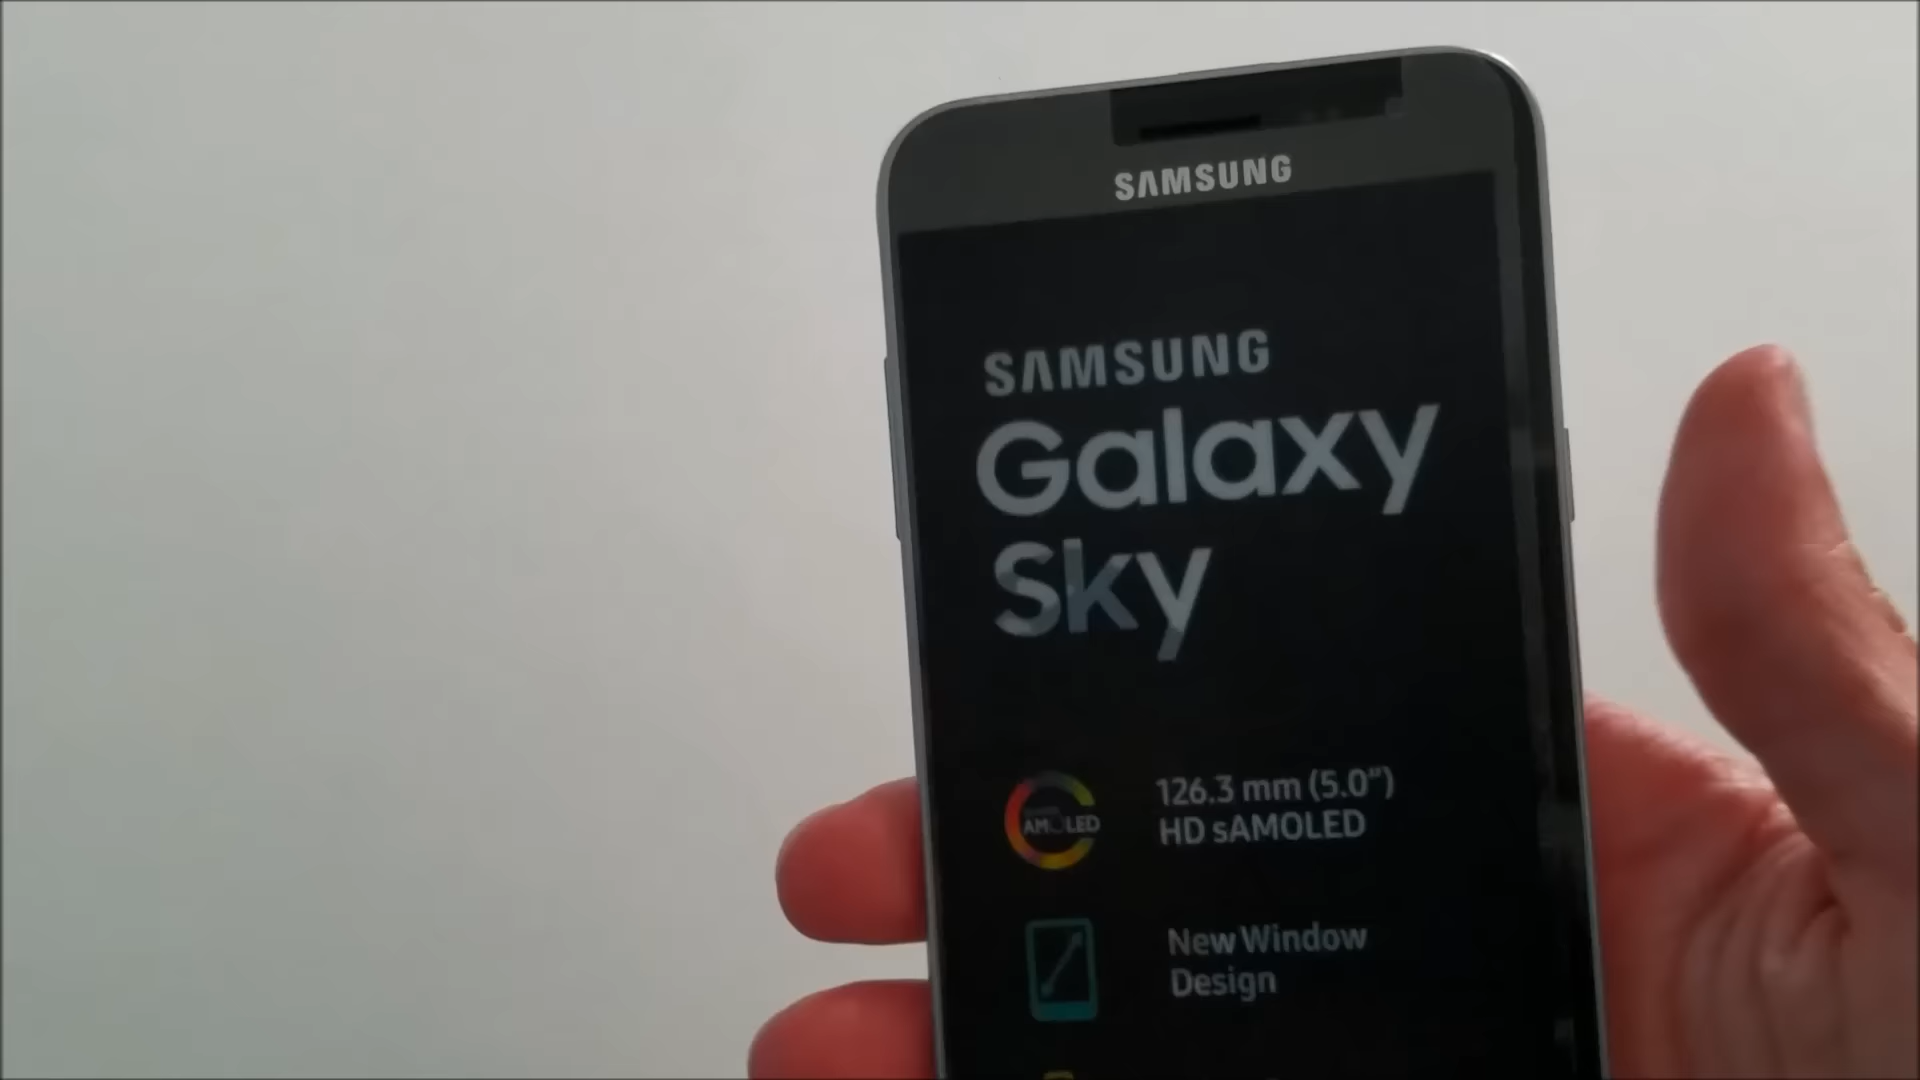 SAMSUNG
SAMSUNG
Galaxy
Sky
AMOLED
126.3 mm (5.0")
HD sAMOLED
New Window
Design